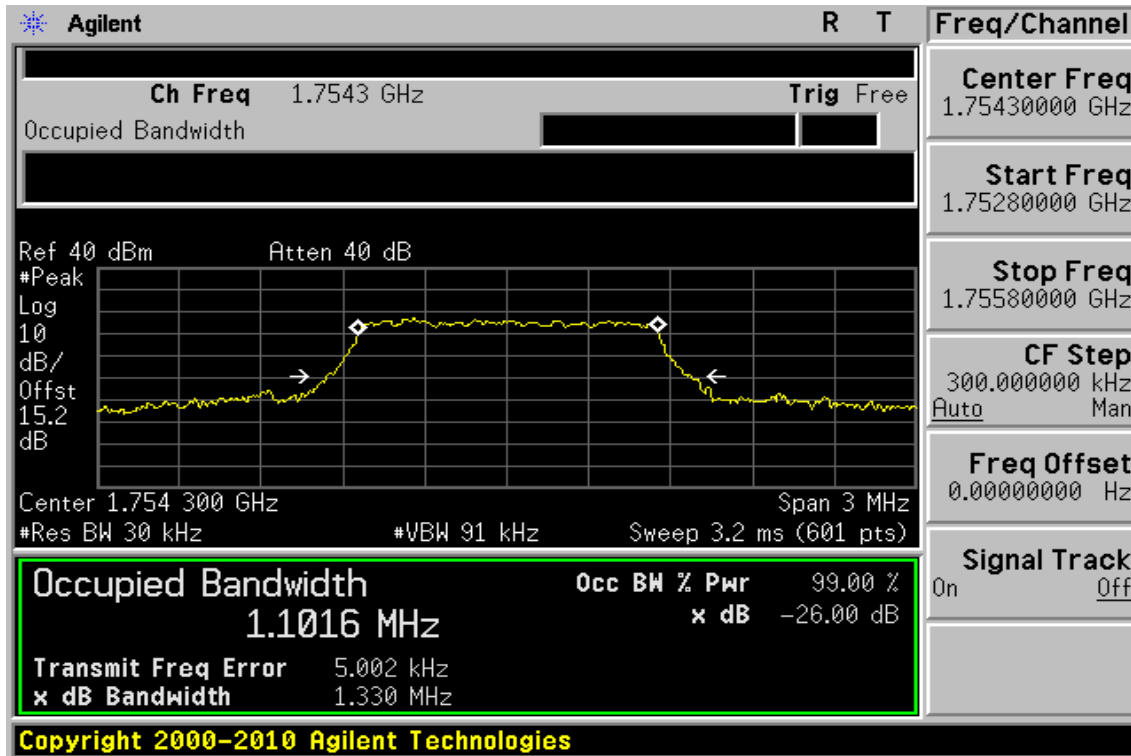 Agilent R T
Ch Freq 1.7543 GHz Trig Free
Occupied Bandwidth
Ref 40 dBm Atten 40 dB
#Peak
Log
10
dB/
Offst
15.2
dB
Center 1.754 300 GHz Span 3 MHz
#Res BW 30 kHz #VBW 91 kHz Sweep 3.2 ms (601 pts)
Occupied Bandwidth
1.1016 MHz
Occ BW % Pwr 99.00 %
x dB -26.00 dB
Transmit Freq Error 5.002 kHz
x dB Bandwidth 1.330 MHz
Copyright 2000-2010 Agilent Technologies
Freq/Channel
Center Freq
1.75430000 GHz
Start Freq
1.75280000 GHz
Stop Freq
1.75580000 GHz
CF Step
300.000000 kHz
Auto Man
Freq Offset
0.00000000 Hz
Signal Track
On Off